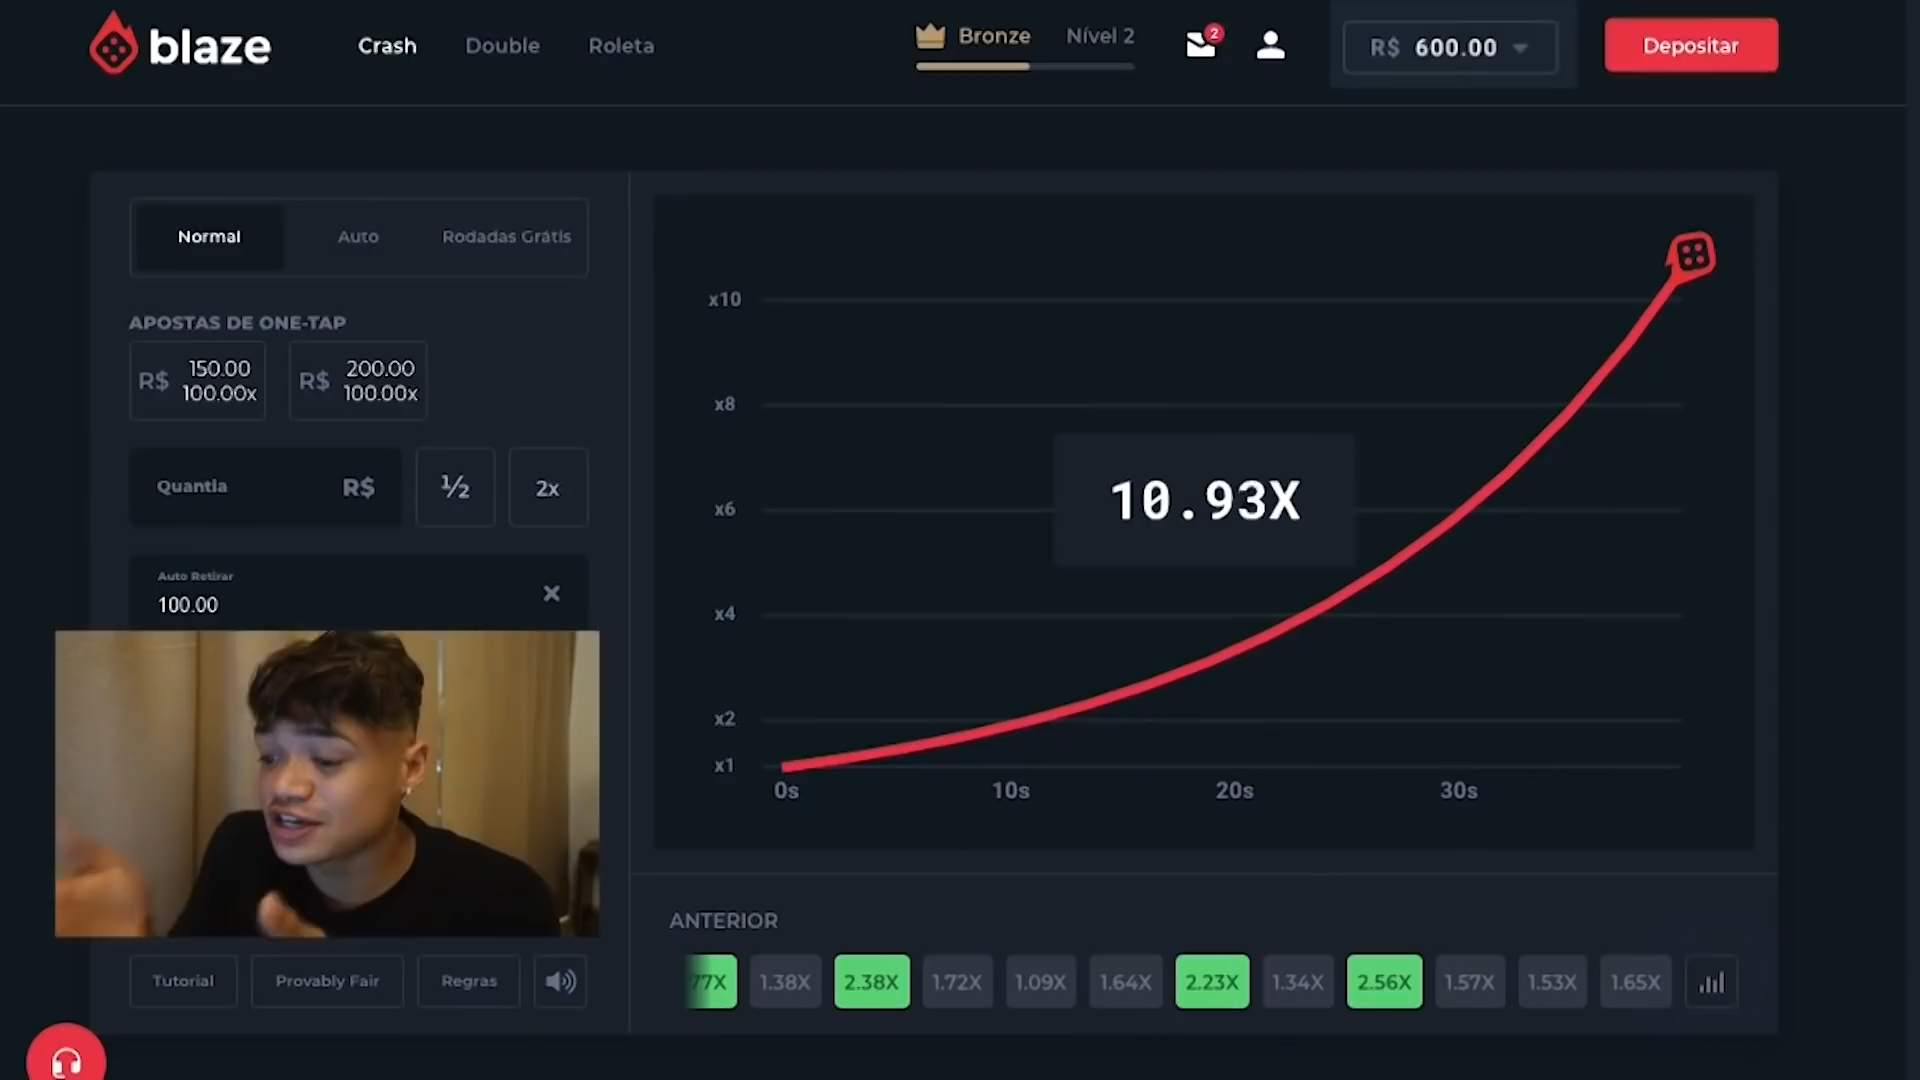 blaze
Crash Double Roleta
Bronze Nível 2
2
R$ 600.00
Depositar
Normal Auto Rodadas Grátis
APOSTAS DE ONE-TAP
R$ 150.00 100.00x
R$ 200.00 100.00x
Quantia R$ ½ 2x
Auto Retirar
100.00
x10
x8
x6
x4
x2
x1
10.93X
0s 10s 20s 30s
ANTERIOR
77X 1.38X 2.38X 1.72X 1.09X 1.64X 2.23X 1.34X 2.56X 1.57X 1.53X 1.65X
Tutorial Provably Fair Regras